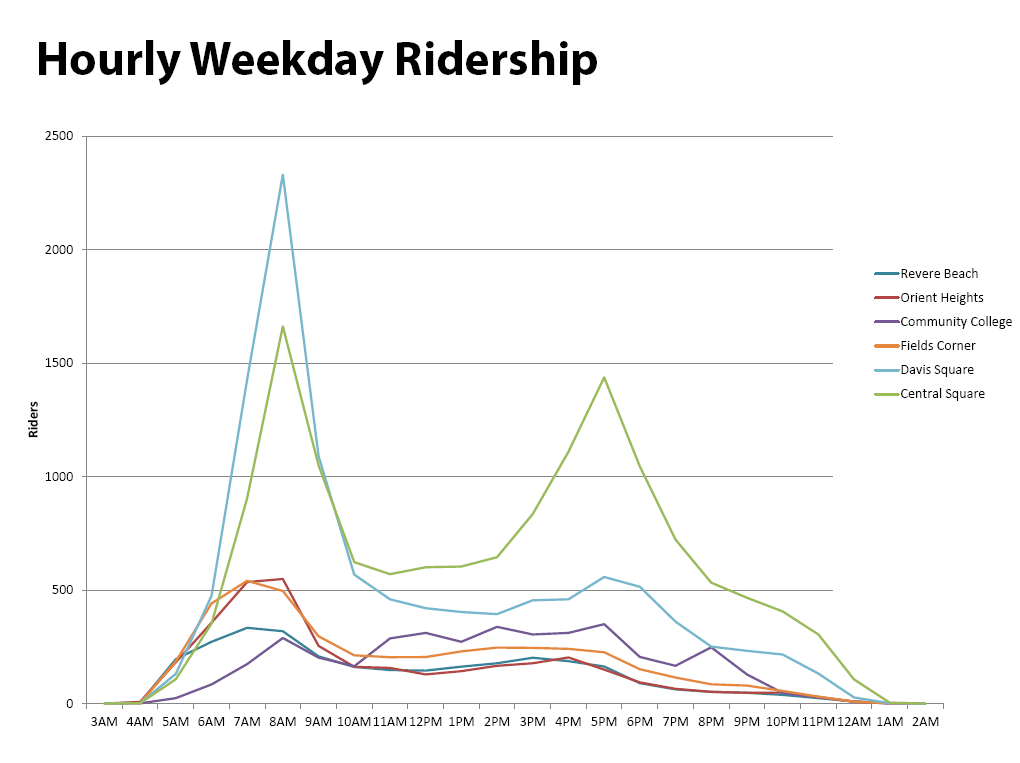 Hourly Weekday Ridership
2500
2000
1500
1000
500
0
Riders
3AM 4AM 5AM 6AM 7AM 8AM 9AM 10AM 11AM 12PM 1PM 2PM 3PM 4PM 5PM 6PM 7PM 8PM 9PM 10PM 11PM 12AM 1AM 2AM
Revere Beach
Orient Heights
Community College
Fields Corner
Davis Square
Central Square